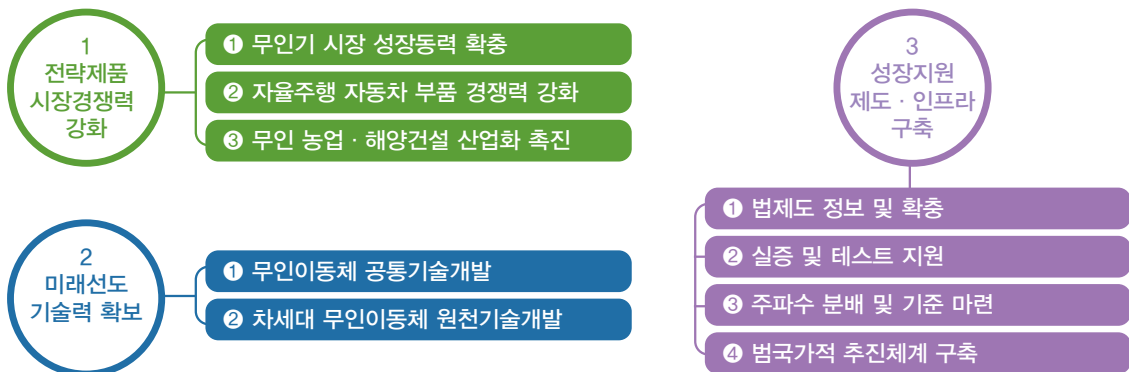 1
전략제품
시장경쟁력
강화
❶ 무인기 시장 성장동력 확충
❷ 자율주행 자동차 부품 경쟁력 강화
❸ 무인 농업 · 해양건설 산업화 촉진
2
미래선도
기술력 확보
❶ 무인이동체 공통기술개발
❷ 차세대 무인이동체 원천기술개발
3
성장지원
제도 · 인프라
구축
❶ 법제도 정보 및 확충
❷ 실증 및 테스트 지원
❸ 주파수 분배 및 기준 마련
❹ 범국가적 추진체계 구축